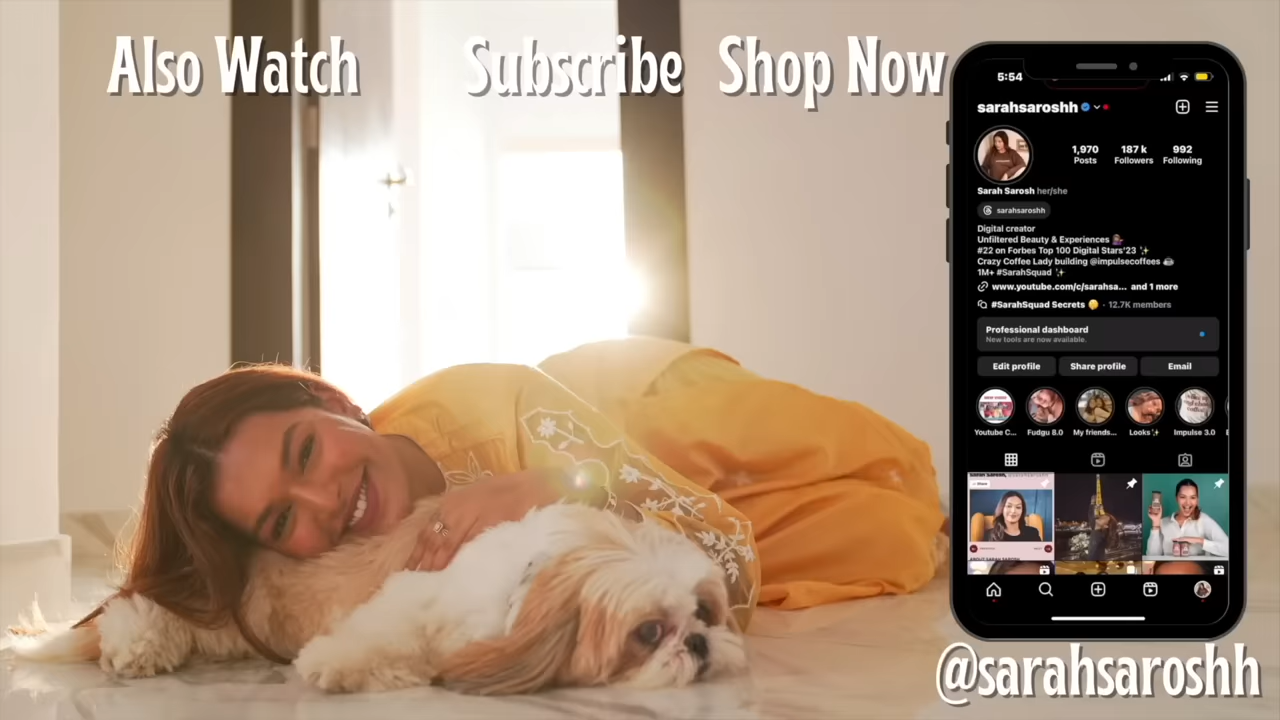 Also Watch
Subscribe
Shop Now
5:54
sarahsaroshh
1,970 Posts
187 k Followers
992 Following
Sarah Sarosh her/she
sarahsaroshh
Digital creator
Unfiltered Beauty & Experiences 💁🏽‍♀️
#22 on Forbes Top 100 Digital Stars'23 ✨
Crazy Coffee Lady building @impulsecoffees ☕
1M+ #SarahSquad ✨
www.youtube.com/c/sarahsa... and 1 more
#SarahSquad Secrets 🤫 · 12.7K members
Professional dashboard
New tools are now available.
Edit profile
Share profile
Email
Youtube C...
Fudgu 8.0
My friends...
Looks ✨
Impulse 3.0
@sarahsaroshh